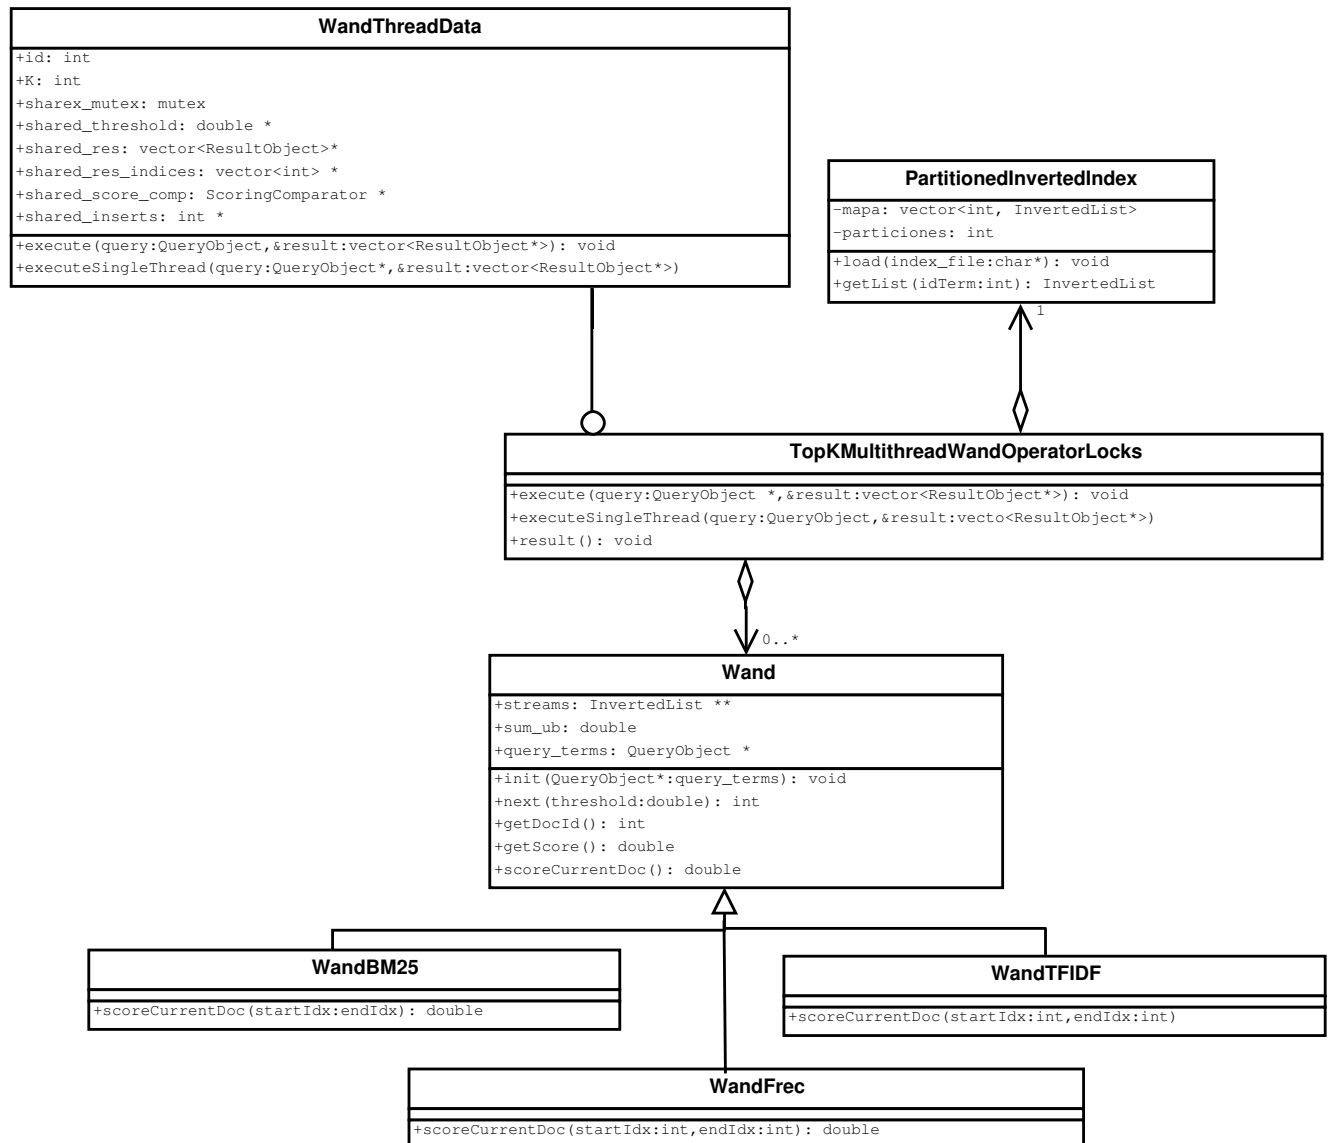 WandThreadData
+id: int
+K: int
+sharex_mutex: mutex
+shared_threshold: double *
+shared_res: vector<ResultObject>*
+shared_res_indices: vector<int> *
+shared_score_comp: ScoringComparator *
+shared_inserts: int *
+execute(query:QueryObject,&result:vector<ResultObject*>): void
+executeSingleThread(query:QueryObject*,&result:vector<ResultObject*>)
PartitionedInvertedIndex
-mapa: vector<int, InvertedList>
-particiones: int
+load(index_file:char*): void
+getList(idTerm:int): InvertedList
1
TopKMultithreadWandOperatorLocks
+execute(query:QueryObject *,&result:vector<ResultObject*>): void
+executeSingleThread(query:QueryObject,&result:vecto<ResultObject*>)
+result(): void
0..*
Wand
+streams: InvertedList **
+sum_ub: double
+query_terms: QueryObject *
+init(QueryObject*:query_terms): void
+next(threshold:double): int
+getDocId(): int
+getScore(): double
+scoreCurrentDoc(): double
WandBM25
+scoreCurrentDoc(startIdx:endIdx): double
WandTFIDF
+scoreCurrentDoc(startIdx:int,endIdx:int)
WandFrec
+scoreCurrentDoc(startIdx:int,endIdx:int): double